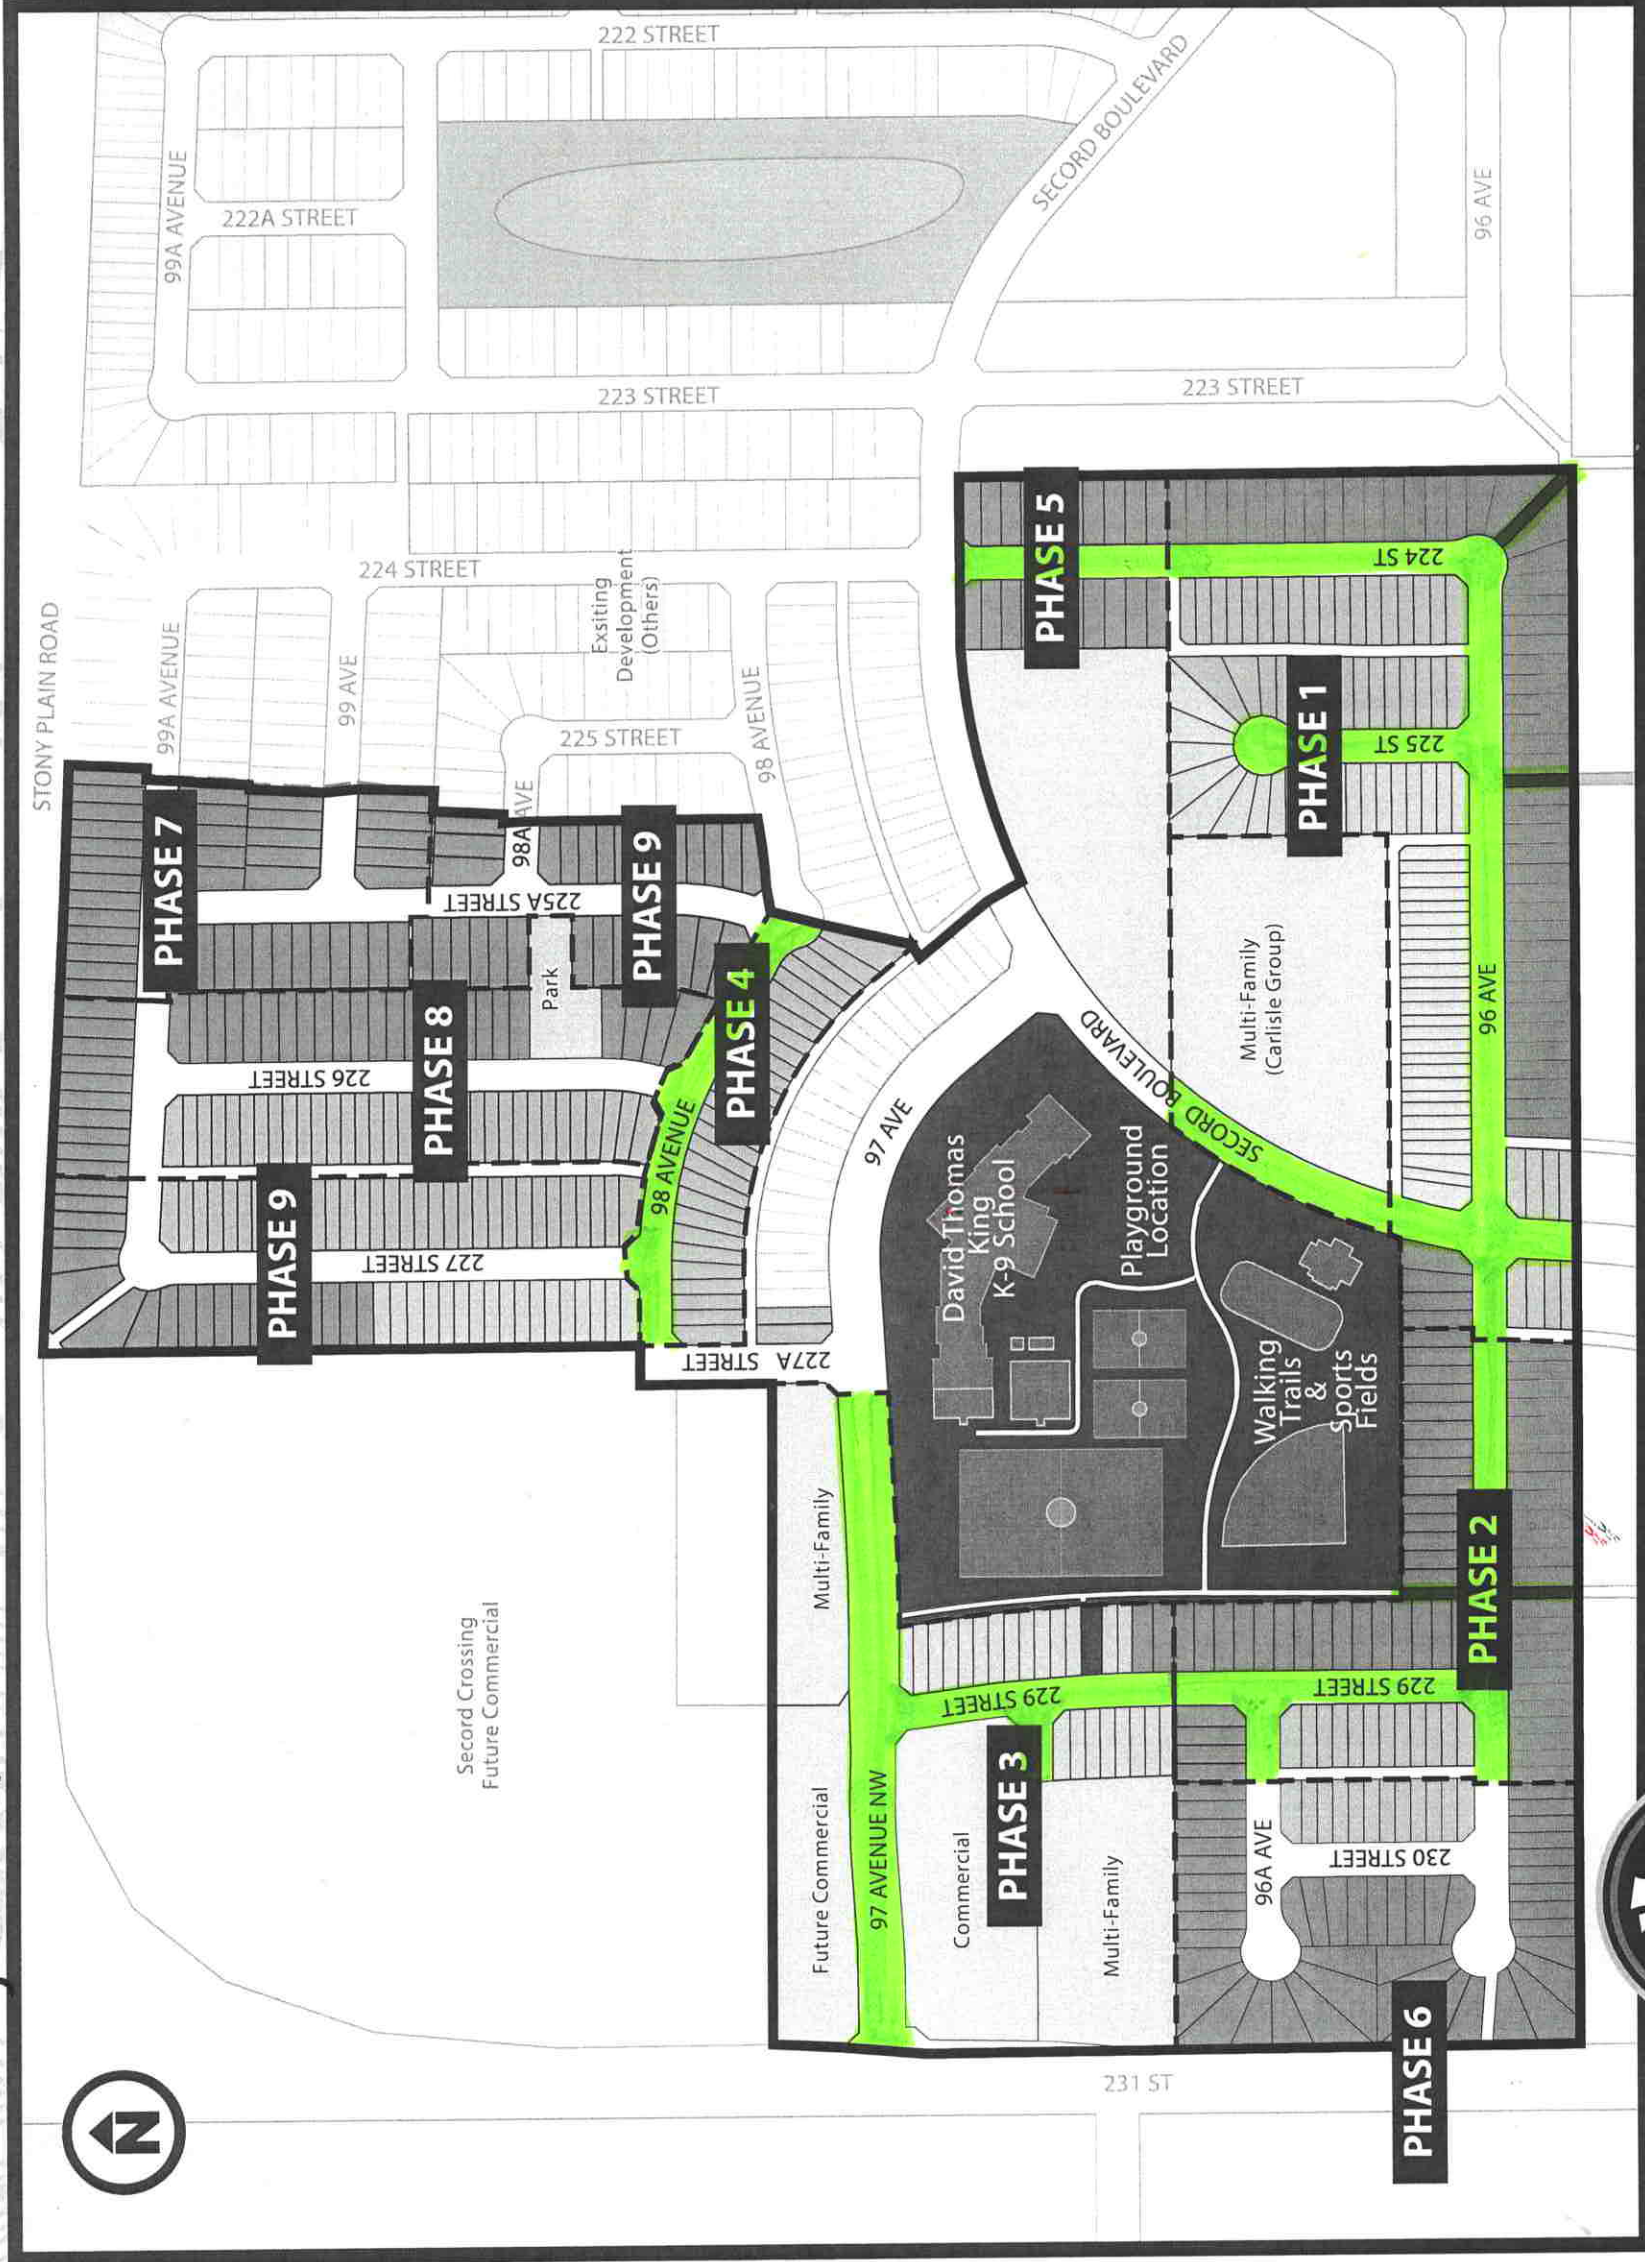 222 STREET
SECORD BOULEVARD
99A AVENUE
222A STREET
96 AVE
223 STREET
223 STREET
224 STREET
STONY PLAIN ROAD
99A AVENUE
99 AVE
Exsiting
Development
(Others)
225 STREET
98 AVENUE
98A AVE
PHASE 5
224 ST
225 ST
PHASE 1
PHASE 7
225A STREET
PHASE 9
Park
PHASE 8
226 STREET
PHASE 4
98 AVENUE
PHASE 9
227 STREET
227A STREET
97 AVE
SECORD BOULEVARD
SECORD BOULEVARD
Multi-Family
(Carlisle Group)
96 AVE
David Thomas
King
K-9 School
Playground
Location
Walking
Trails
&
Sports
Fields
Secord Crossing
Future Commercial
Multi-Family
Future Commercial
97 AVENUE NW
229 STREET
229 STREET
PHASE 2
PHASE 3
Commercial
Multi-Family
96A AVE
230 STREET
PHASE 6
231 ST
N